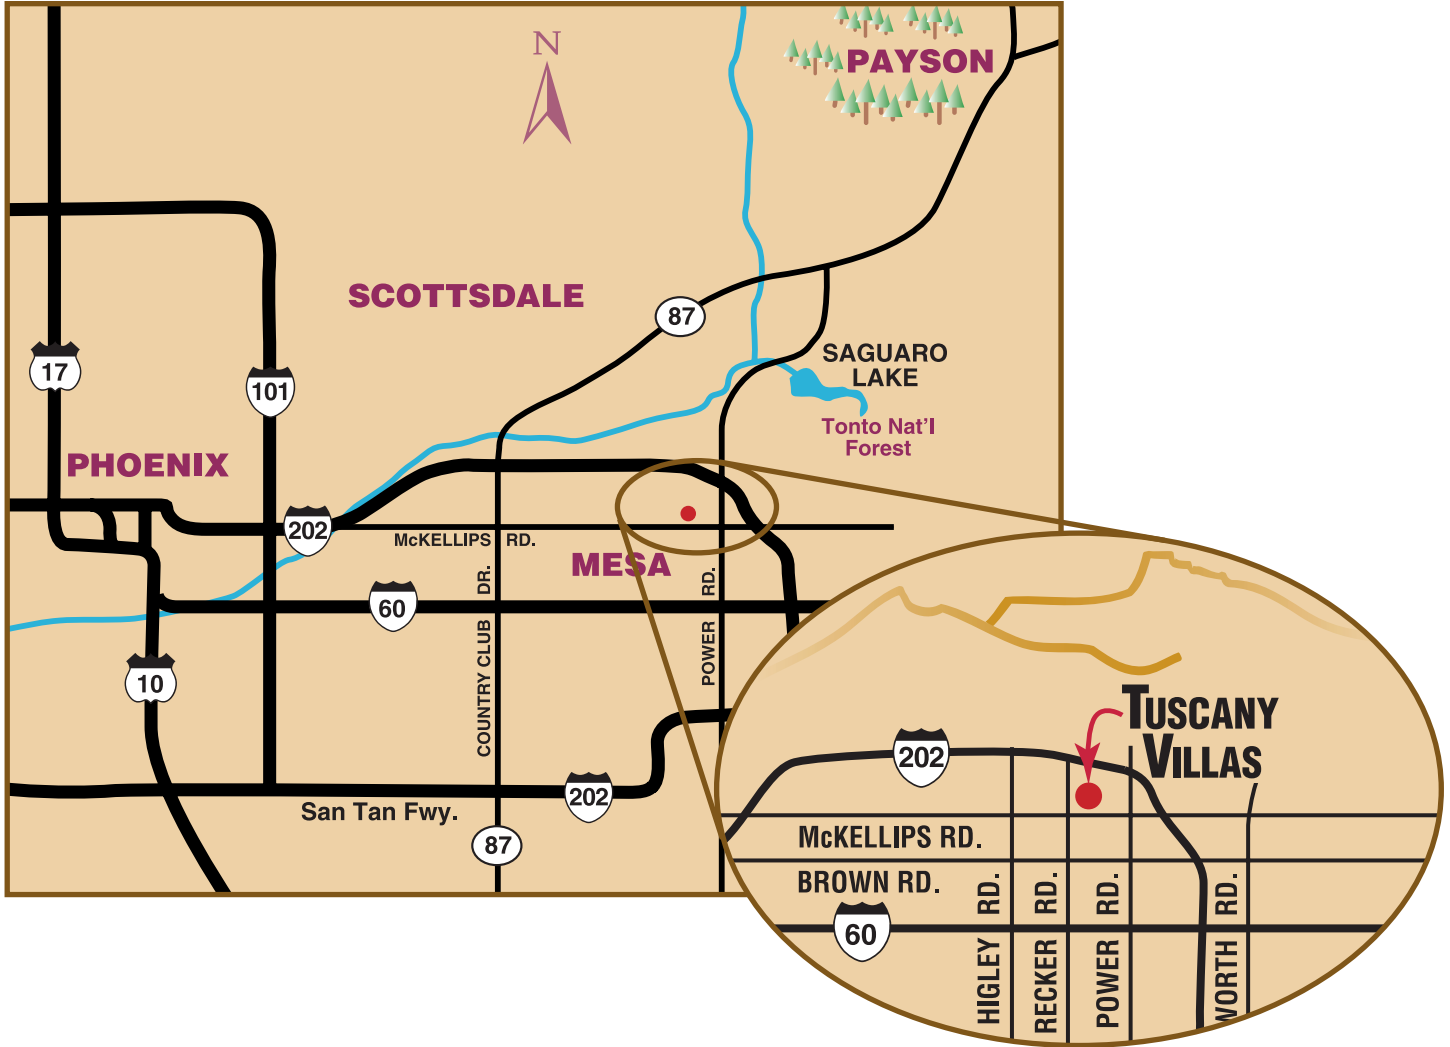 N
PAYSON
SCOTTSDALE
87
SAGUARO
LAKE
17
101
Tonto Nat'l
Forest
PHOENIX
202
McKELLIPS RD.
MESA
60
COUNTRY CLUB DR.
POWER RD.
10
202
San Tan Fwy.
87
TUSCANY
VILLAS
202
McKELLIPS RD.
BROWN RD.
60
HIGLEY RD.
RECKER RD.
POWER RD.
WORTH RD.